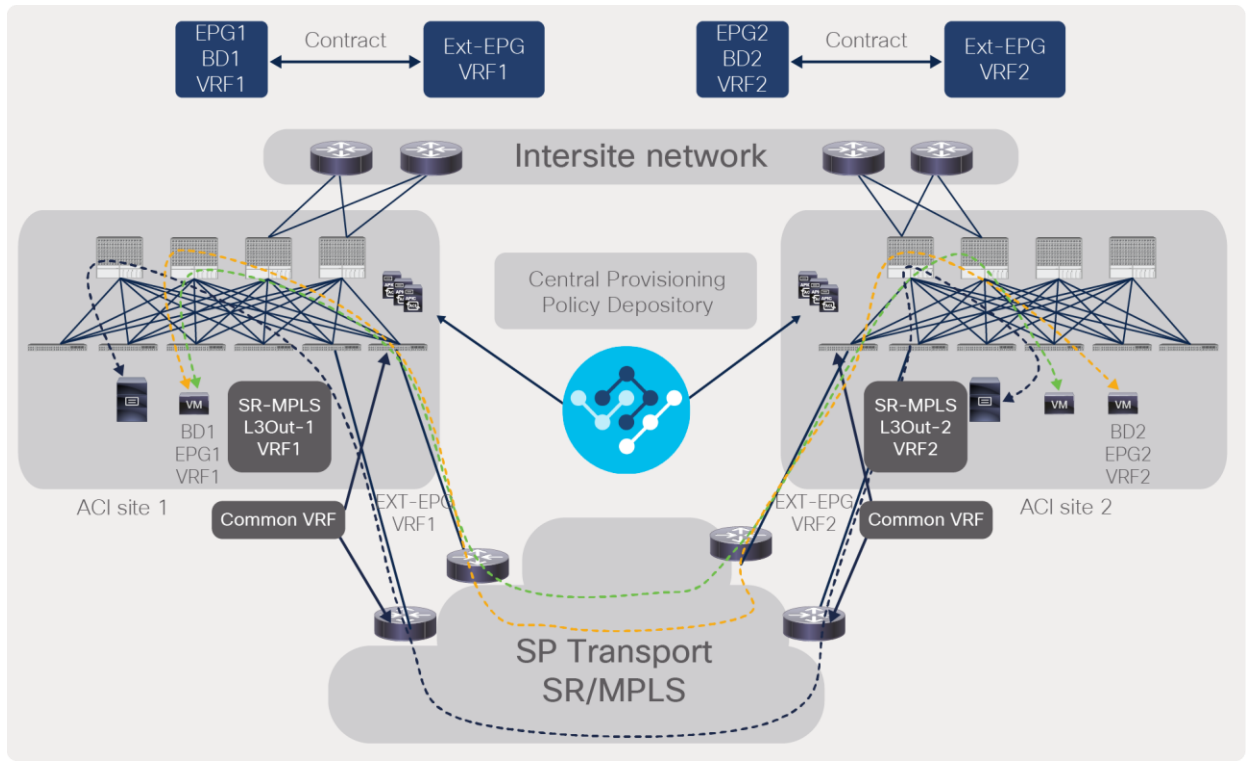 EPG1
BD1
VRF1
Contract
Ext-EPG
VRF1
EPG2
BD2
VRF2
Contract
Ext-EPG
VRF2
Intersite network
Central Provisioning
Policy Depository
VM
BD1
EPG1
VRF1
SR-MPLS
L3Out-1
VRF1
ACI site 1
Common VRF
EXT-EPG
VRF1
SR-MPLS
L3Out-2
VRF2
VM
VM
BD2
EPG2
VRF2
EXT-EPG
VRF2
Common VRF
ACI site 2
SP Transport
SR/MPLS